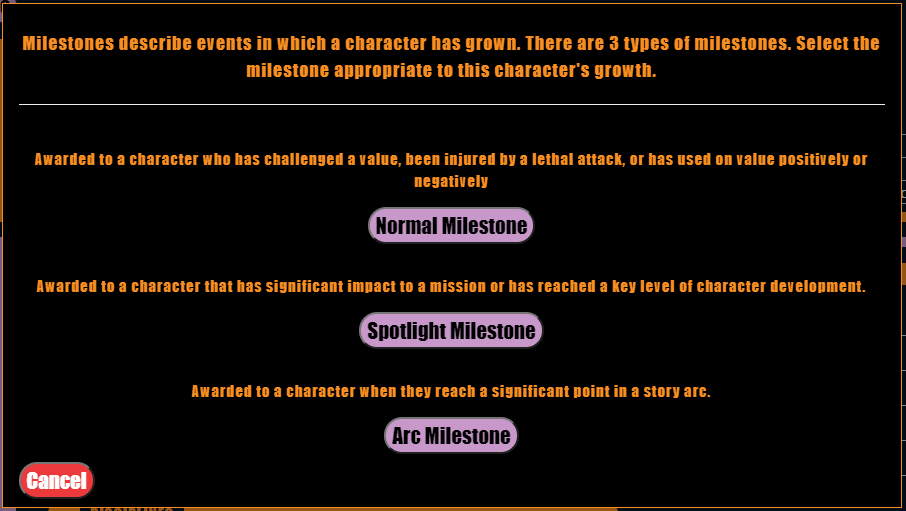 Milestones describe events in which a character has grown. There are 3 types of milestones. Select the
milestone appropriate to this character's growth.
Awarded to a character who has challenged a value, been injured by a lethal attack, or has used on value positively or
negatively
Normal Milestone
Awarded to a character that has significant impact to a mission or has reached a key level of character development.
Spotlight Milestone
Awarded to a character when they reach a significant point in a story arc.
Arc Milestone
Cancel